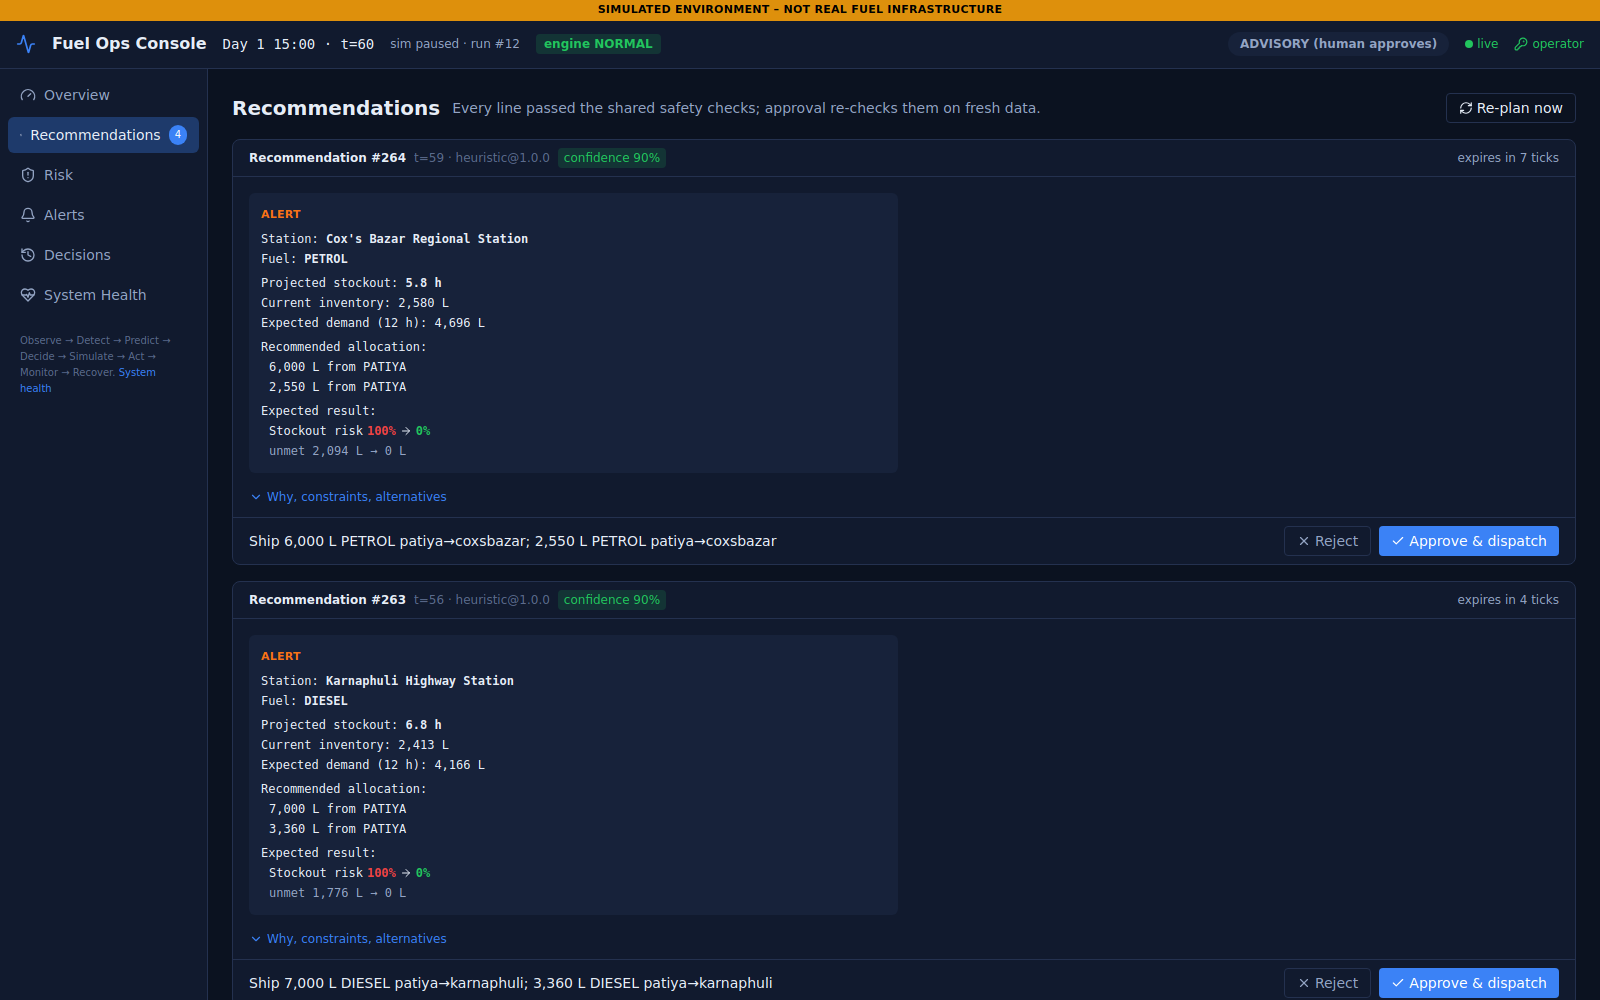 SIMULATED ENVIRONMENT – NOT REAL FUEL INFRASTRUCTURE
Fuel Ops Console
Day 1 15:00 · t=60
sim paused · run #12
engine NORMAL
ADVISORY (human approves)
live
operator
Overview
Recommendations 4
Risk
Alerts
Decisions
System Health
Observe → Detect → Predict →
Decide → Simulate → Act →
Monitor → Recover. System
health
Recommendations
Every line passed the shared safety checks; approval re-checks them on fresh data.
Re-plan now
Recommendation #264 t=59 · heuristic@1.0.0 confidence 90%
expires in 7 ticks
ALERT
Station: Cox's Bazar Regional Station
Fuel: PETROL
Projected stockout: 5.8 h
Current inventory: 2,580 L
Expected demand (12 h): 4,696 L
Recommended allocation:
6,000 L from PATIYA
2,550 L from PATIYA
Expected result:
Stockout risk 100% → 0%
unmet 2,094 L → 0 L
Why, constraints, alternatives
Ship 6,000 L PETROL patiya→coxsbazar; 2,550 L PETROL patiya→coxsbazar
Reject
Approve & dispatch
Recommendation #263 t=56 · heuristic@1.0.0 confidence 90%
expires in 4 ticks
ALERT
Station: Karnaphuli Highway Station
Fuel: DIESEL
Projected stockout: 6.8 h
Current inventory: 2,413 L
Expected demand (12 h): 4,166 L
Recommended allocation:
7,000 L from PATIYA
3,360 L from PATIYA
Expected result:
Stockout risk 100% → 0%
unmet 1,776 L → 0 L
Why, constraints, alternatives
Ship 7,000 L DIESEL patiya→karnaphuli; 3,360 L DIESEL patiya→karnaphuli
Reject
Approve & dispatch